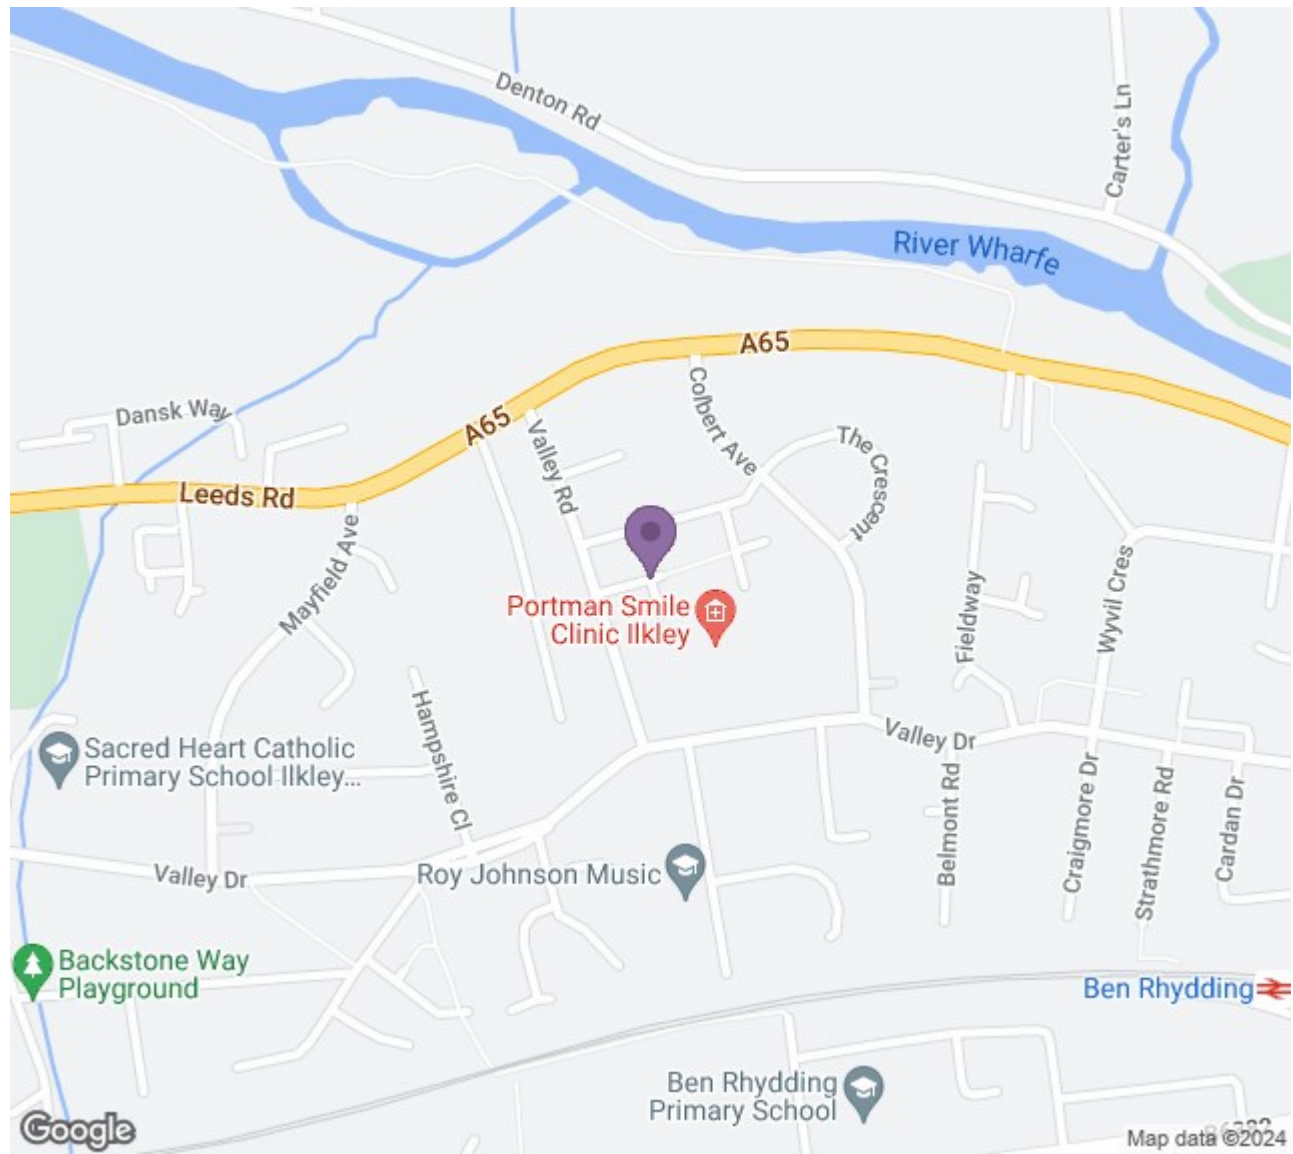 Denton Rd
Carter's Ln
River Wharfe
A65
Dansk Way
A65
Colbert Ave
The Crescent
Valley Rd
Leeds Rd
Mayfield Ave
Portman Smile
Clinic Ilkley
Fieldway
Wyvil Cres
Hampshire Cl
Valley Dr
Sacred Heart Catholic
Primary School Ilkley...
Belmont Rd
Craigmore Dr
Strathmore Rd
Cardan Dr
Valley Dr
Roy Johnson Music
Backstone Way
Playground
Ben Rhydding
Ben Rhydding
Primary School
Google
Map data ©2024